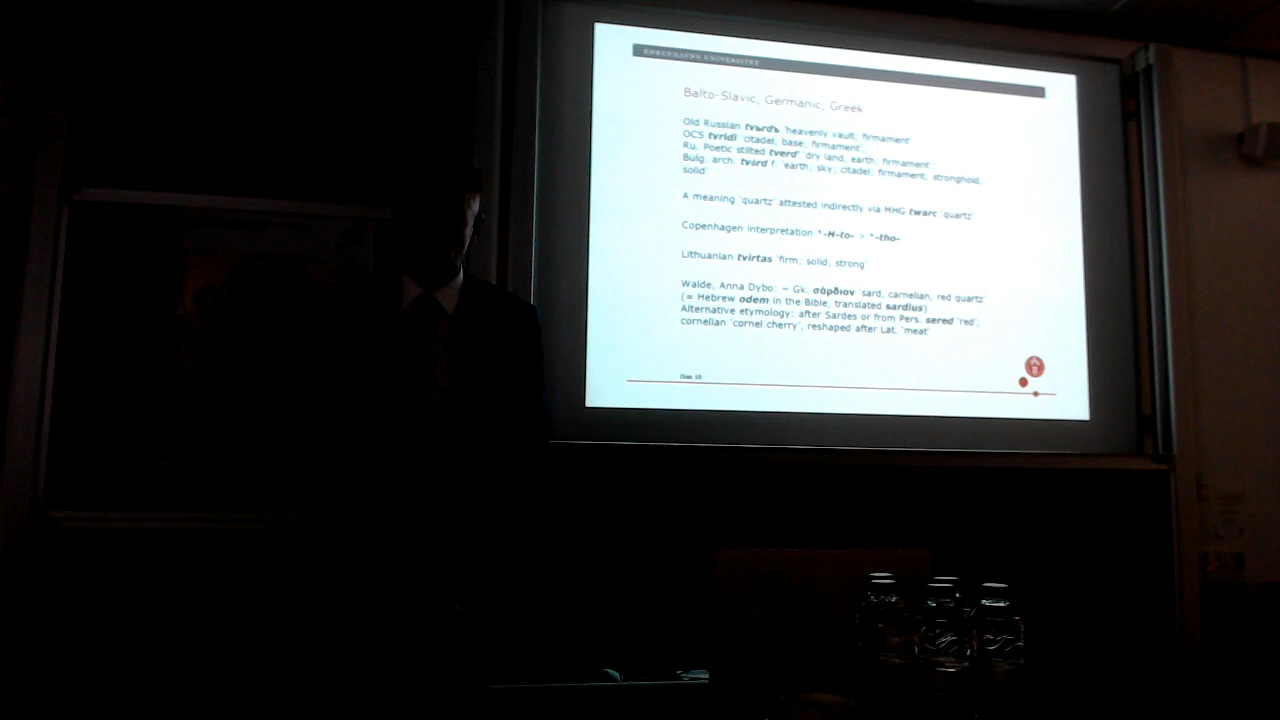 KØBENHAVNS UNIVERSITET
Balto-Slavic, Germanic, Greek
Old Russian tvьrdь 'heavenly vault; firmament'
OCS tvrìdì 'citadel; base; firmament',
Ru. Poetic stilted tverd' 'dry land, earth; firmament';
Bulg. arch. tvard f. 'earth; sky; citadel; firmament; stronghold,
solid'
A meaning 'quartz' attested indirectly via MHG twarc 'quartz'
Copenhagen interpretation *-H-to- > *-tho-
Lithuanian tvirtas 'firm; solid, strong'
Walde, Anna Dybo: ~ Gk. σάρδιον 'sard, carnelian, red quartz'
(= Hebrew odem in the Bible, translated sardius)
Alternative etymology: after Sardes or from Pers. sered 'red',
cornelian 'cornel cherry', reshaped after Lat. 'meat'
Dias 10